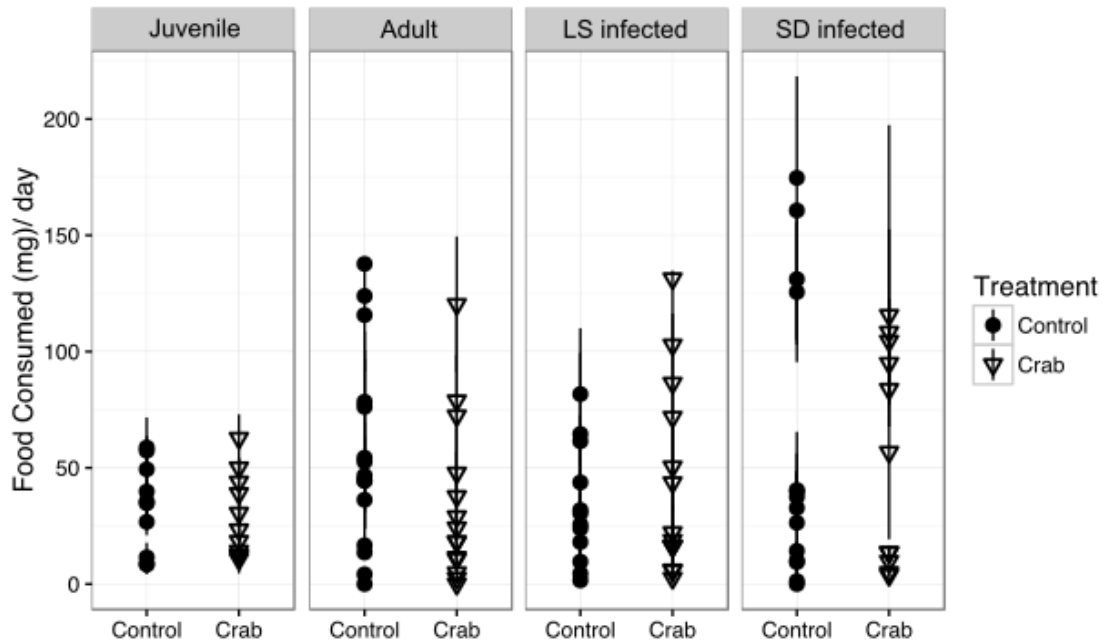 Juvenile Adult LS infected SD infected
Food Consumed (mg)/ day
200
150
100
50
0
Control Crab Control Crab Control Crab Control Crab
Treatment
Control
Crab